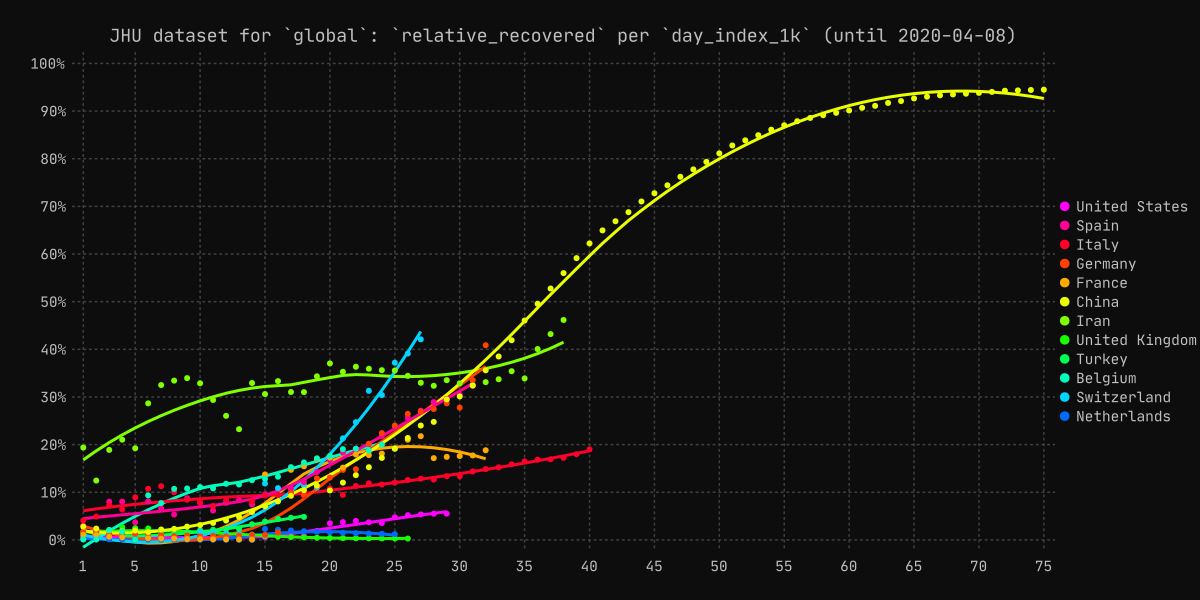 JHU dataset for `global`: `relative_recovered` per `day_index_1k` (until 2020-04-08)
100%
90%
80%
70%
60%
50%
40%
30%
20%
10%
0%
1 5 10 15 20 25 30 35 40 45 50 55 60 65 70 75
United States
Spain
Italy
Germany
France
China
Iran
United Kingdom
Turkey
Belgium
Switzerland
Netherlands